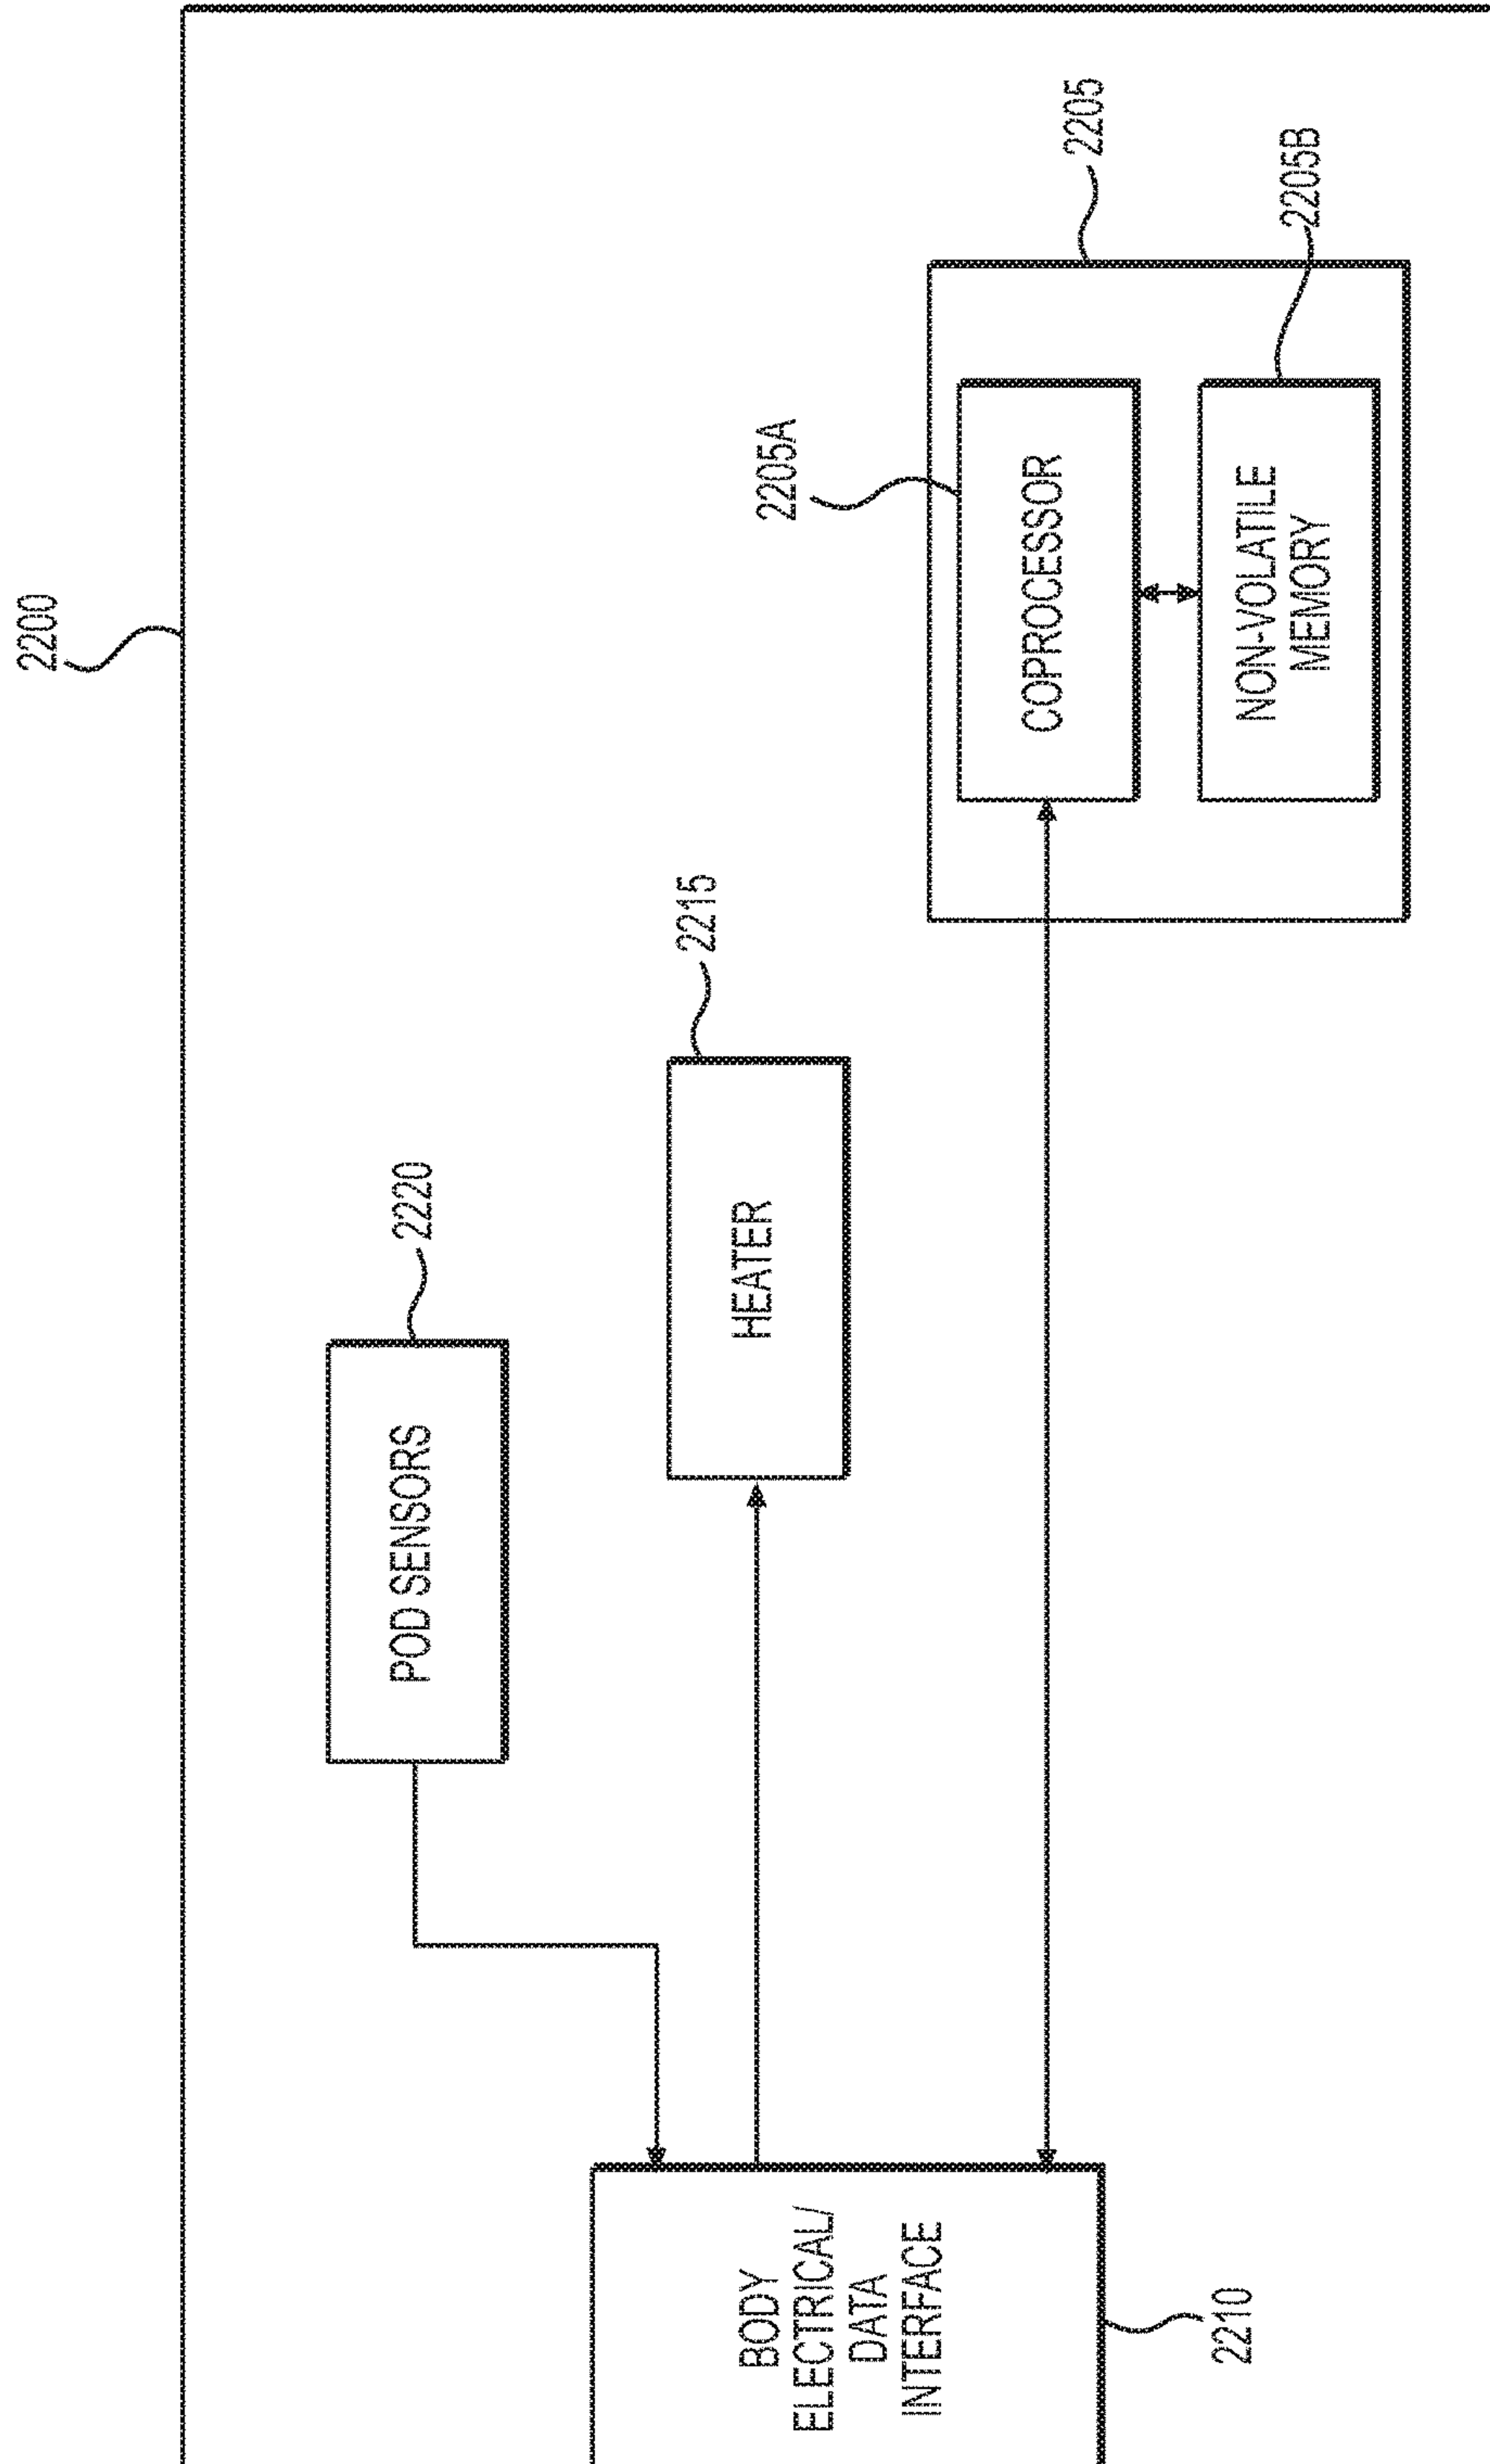 2200
2220
POD SENSORS
2215
HEATER
2205A
2205
COPROCESSOR
2205B
NON-VOLATILE
MEMORY
BODY
ELECTRICAL/
DATA
INTERFACE
2210